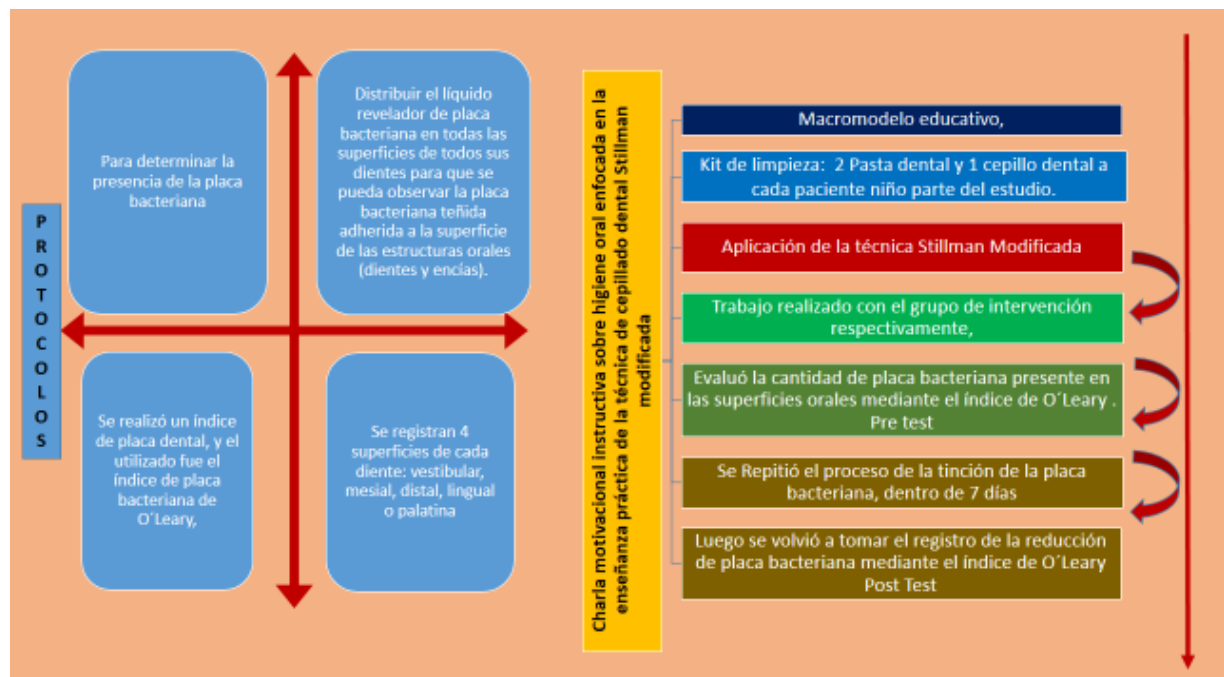 PROTOCOLOS
Para determinar la
presencia de la placa
bacteriana
Distribuir el líquido
revelador de placa
bacteriana en todas las
superficies de todos sus
dientes para que se
pueda observar la placa
bacteriana teñida
adherida a la superficie
de las estructuras orales
(dientes y encías).
Se realizó un índice
de placa dental, y el
utilizado fue el
índice de placa
bacteriana de
O´Leary,
Se registran 4
superficies de cada
diente: vestibular,
mesial, distal, lingual
o palatina
Charla motivacional instructiva sobre higiene oral enfocada en la
enseñanza práctica de la técnica de cepillado dental Stillman
modificada
Macromodelo educativo,
Kit de limpieza: 2 Pasta dental y 1 cepillo dental a
cada paciente niño parte del estudio.
Aplicación de la técnica Stillman Modificada
Trabajo realizado con el grupo de intervención
respectivamente,
Evaluó la cantidad de placa bacteriana presente en
las superficies orales mediante el índice de O´Leary .
Pre test
Se Repitió el proceso de la tinción de la placa
bacteriana, dentro de 7 días
Luego se volvió a tomar el registro de la reducción
de placa bacteriana mediante el índice de O´Leary
Post Test